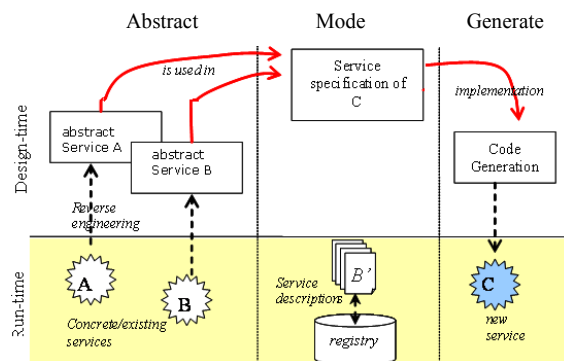 Abstract
Mode
Generate
Design-time
is used in
Service
specification of
C
implementation
abstract
Service A
abstract
Service B
Code
Generation
Reverse
engineering
Run-time
A
B
Concrete/existing
services
Service
descriptions
B'
registry
C
new
service